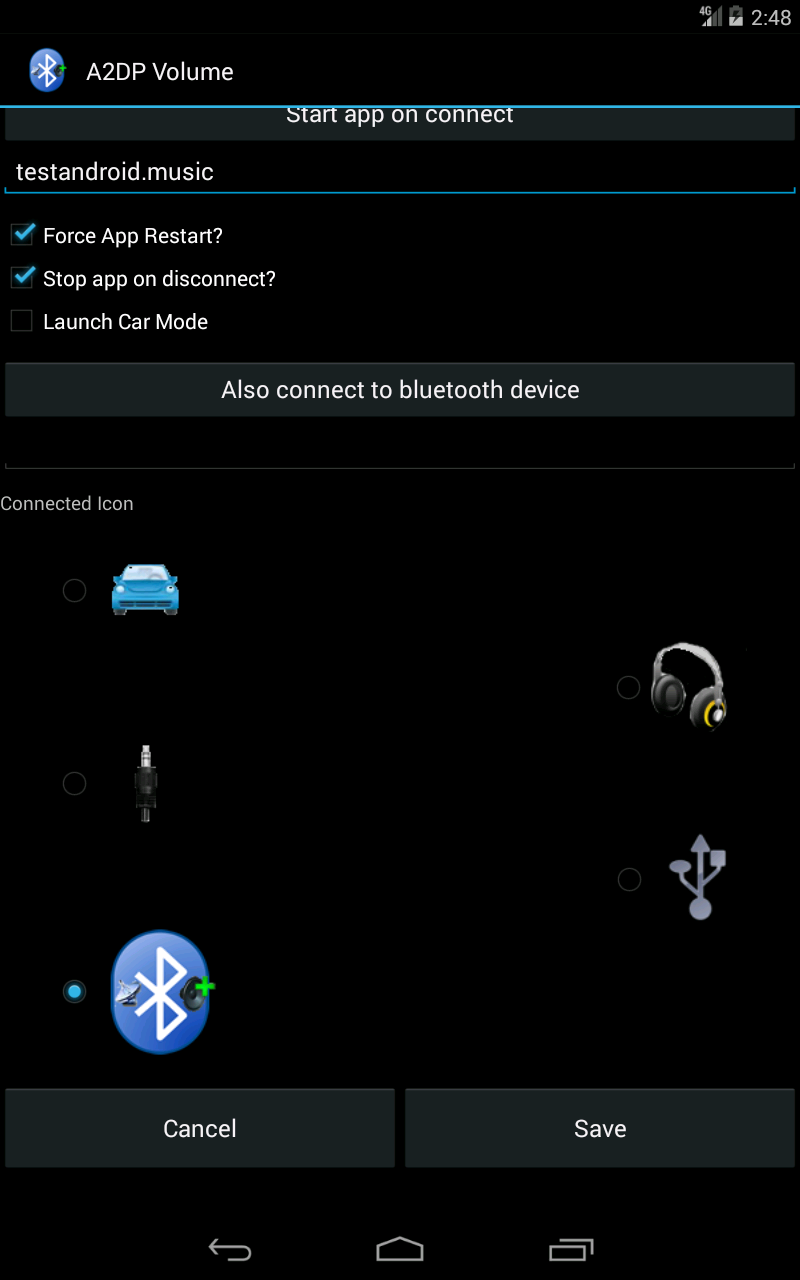 4G 2:48
A2DP Volume
Start app on connect
testandroid.music
Force App Restart?
Stop app on disconnect?
Launch Car Mode
Also connect to bluetooth device
Connected Icon
Cancel Save